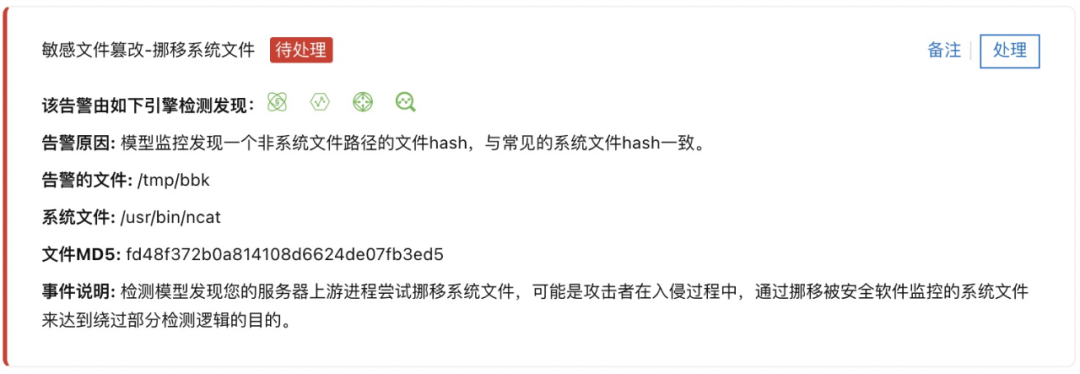 敏感文件篡改-挪移系统文件 待处理 备注 处理
该告警由如下引擎检测发现：
告警原因: 模型监控发现一个非系统文件路径的文件hash，与常见的系统文件hash一致。
告警的文件: /tmp/bbk
系统文件: /usr/bin/ncat
文件MD5: fd48f372b0a814108d6624de07fb3ed5
事件说明: 检测模型发现您的服务器上游进程尝试挪移系统文件，可能是攻击者在入侵过程中，通过挪移被安全软件监控的系统文件
来达到绕过部分检测逻辑的目的。